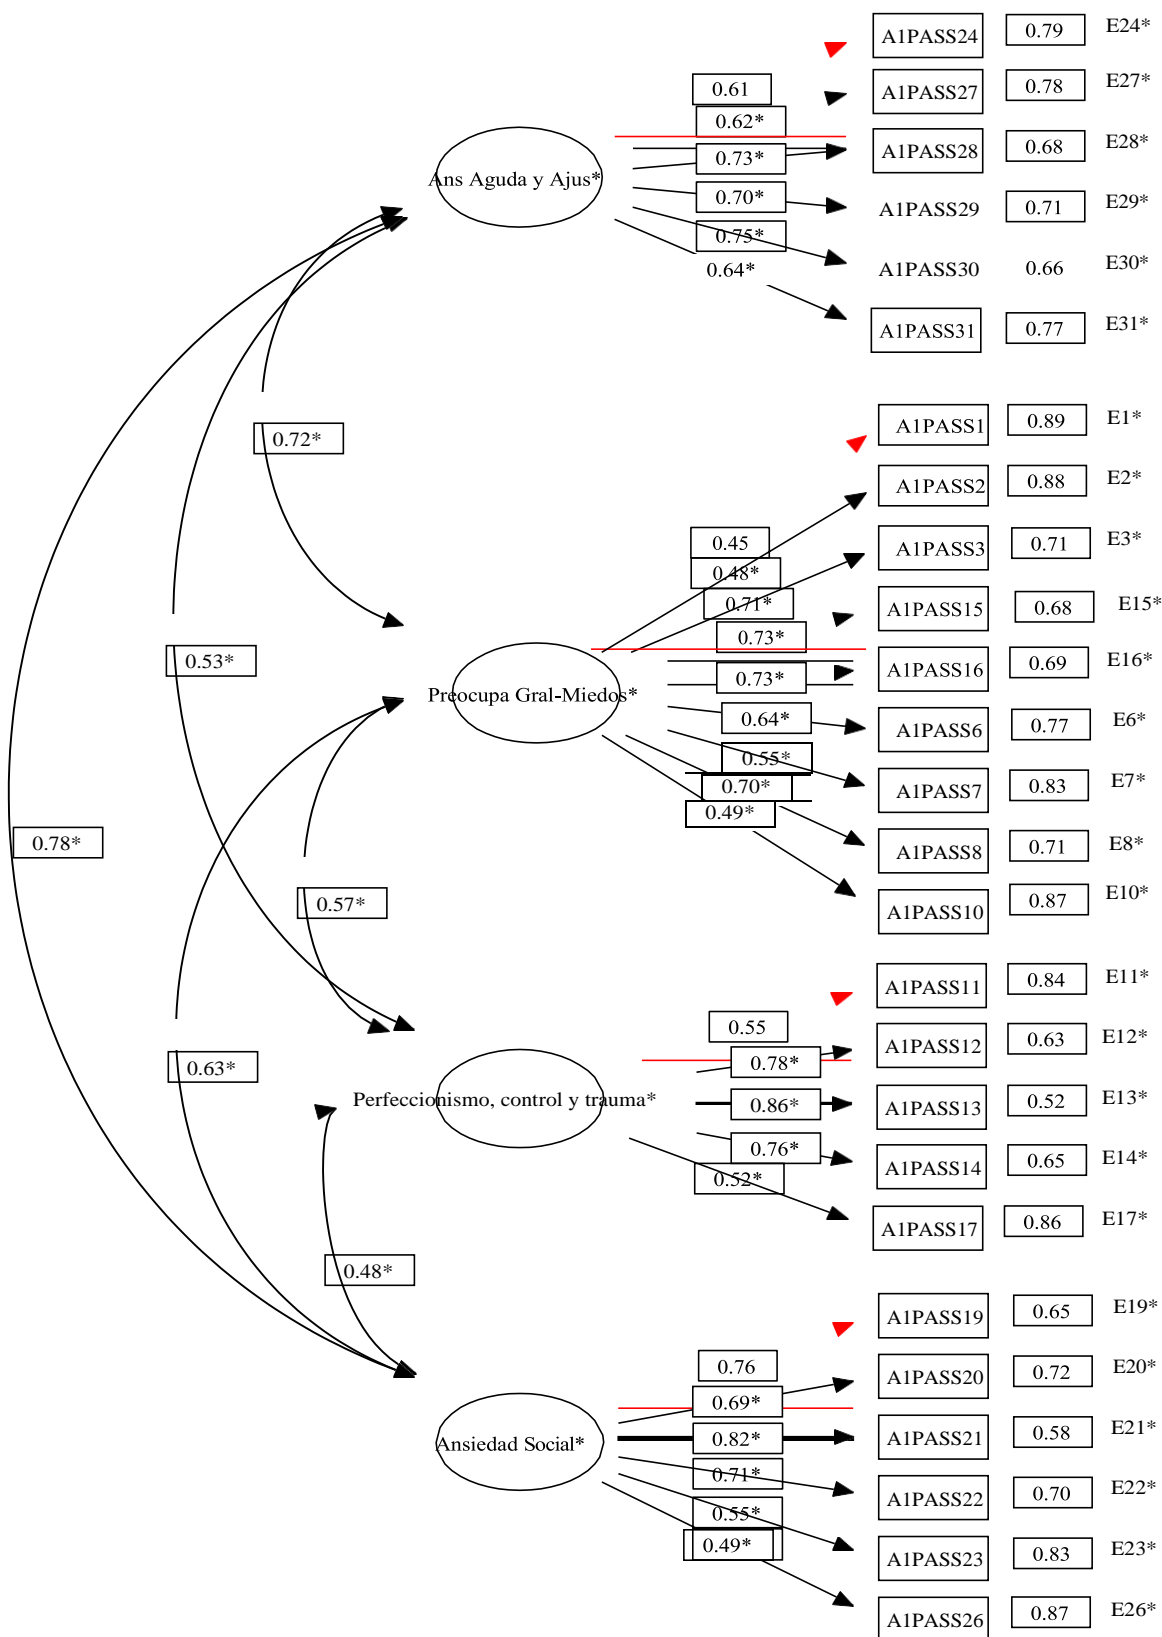 A1PASS24 0.79 E24*
0.61 A1PASS27 0.78 E27*
0.62*
A1PASS28 0.68 E28*
0.73*
Ans Aguda y Ajus*
0.70* A1PASS29 0.71 E29*
0.75*
0.64* A1PASS30 0.66 E30*
A1PASS31 0.77 E31*
A1PASS1 0.89 E1*
0.72*
A1PASS2 0.88 E2*
0.45 A1PASS3 0.71 E3*
0.48*
0.71* A1PASS15 0.68 E15*
0.73*
0.53* A1PASS16 0.69 E16*
0.73*
Preocupa Gral-Miedos*
0.64* A1PASS6 0.77 E6*
0.55*
0.70* A1PASS7 0.83 E7*
0.49*
0.78* A1PASS8 0.71 E8*
0.57* A1PASS10 0.87 E10*
A1PASS11 0.84 E11*
0.55
A1PASS12 0.63 E12*
0.63* 0.78*
Perfeccionismo, control y trauma* 0.86* A1PASS13 0.52 E13*
0.76*
A1PASS14 0.65 E14*
0.52*
A1PASS17 0.86 E17*
0.48*
A1PASS19 0.65 E19*
0.76 A1PASS20 0.72 E20*
0.69*
Ansiedad Social* 0.82* A1PASS21 0.58 E21*
0.71*
A1PASS22 0.70 E22*
0.55*
0.49* A1PASS23 0.83 E23*
A1PASS26 0.87 E26*